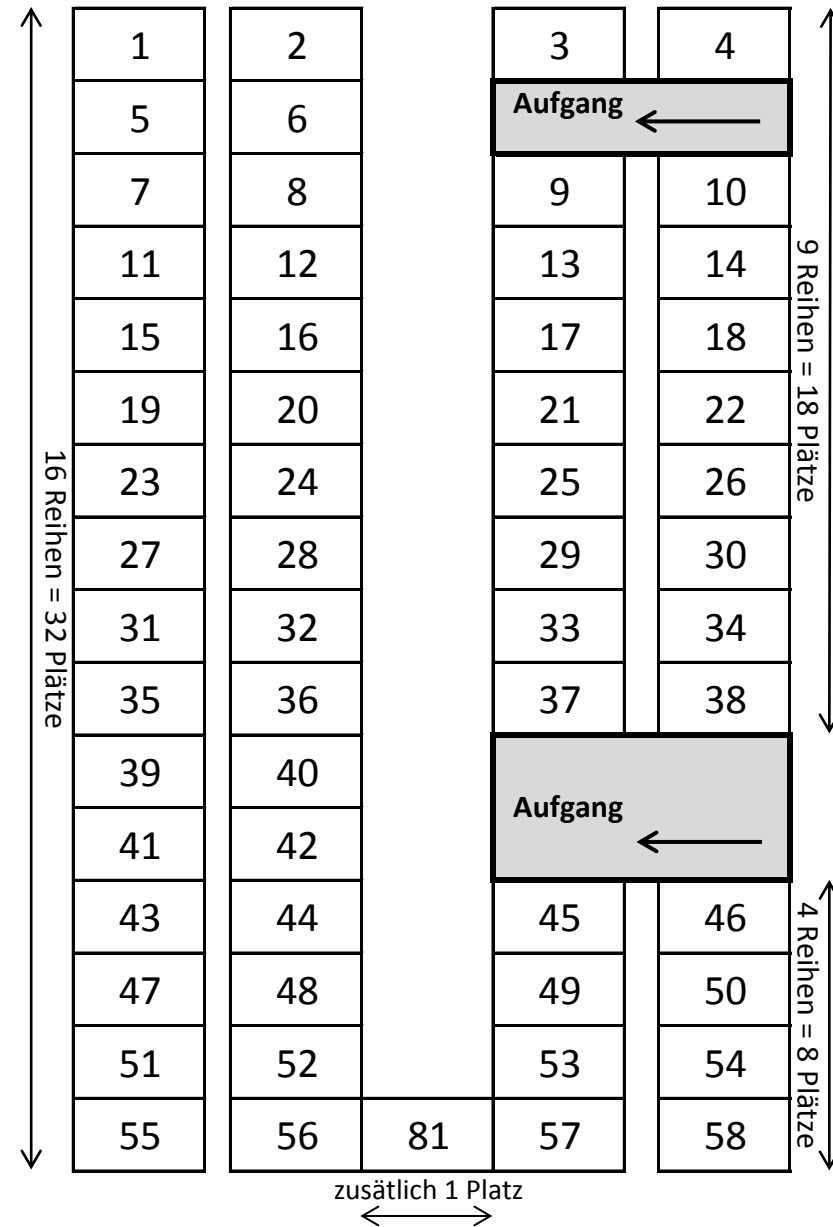 1 2 3 4
5 6 Aufgang
7 8 9 10
11 12 13 14
15 16 17 18
19 20 21 22
23 24 25 26
27 28 29 30
31 32 33 34
35 36 37 38
39 40
Aufgang
41 42
43 44 45 46
47 48 49 50
51 52 53 54
55 56 81 57 58
16 Reihen = 32 Plätze
9 Reihen = 18 Plätze
4 Reihen = 8 Plätze
zusätlich 1 Platz